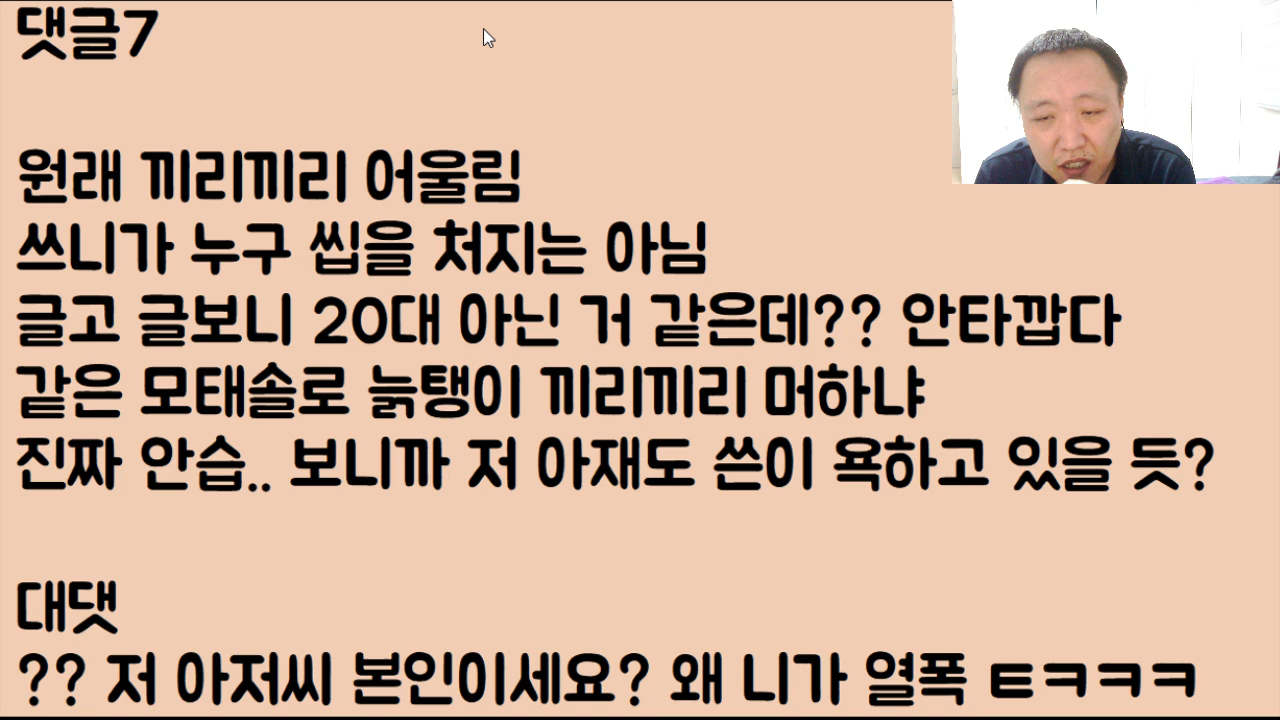 댓글7
원래 끼리끼리 어울림
쓰니가 누구 씹을 처지는 아님
글고 글보니 20대 아닌 거 같은데?? 안타깝다
같은 모태솔로 늙탱이 끼리끼리 머하냐
진짜 안습.. 보니까 저 아재도 쓴이 욕하고 있을 듯?
대댓
?? 저 아저씨 본인이세요? 왜 니가 열폭 ㅌㅋㅋㅋ